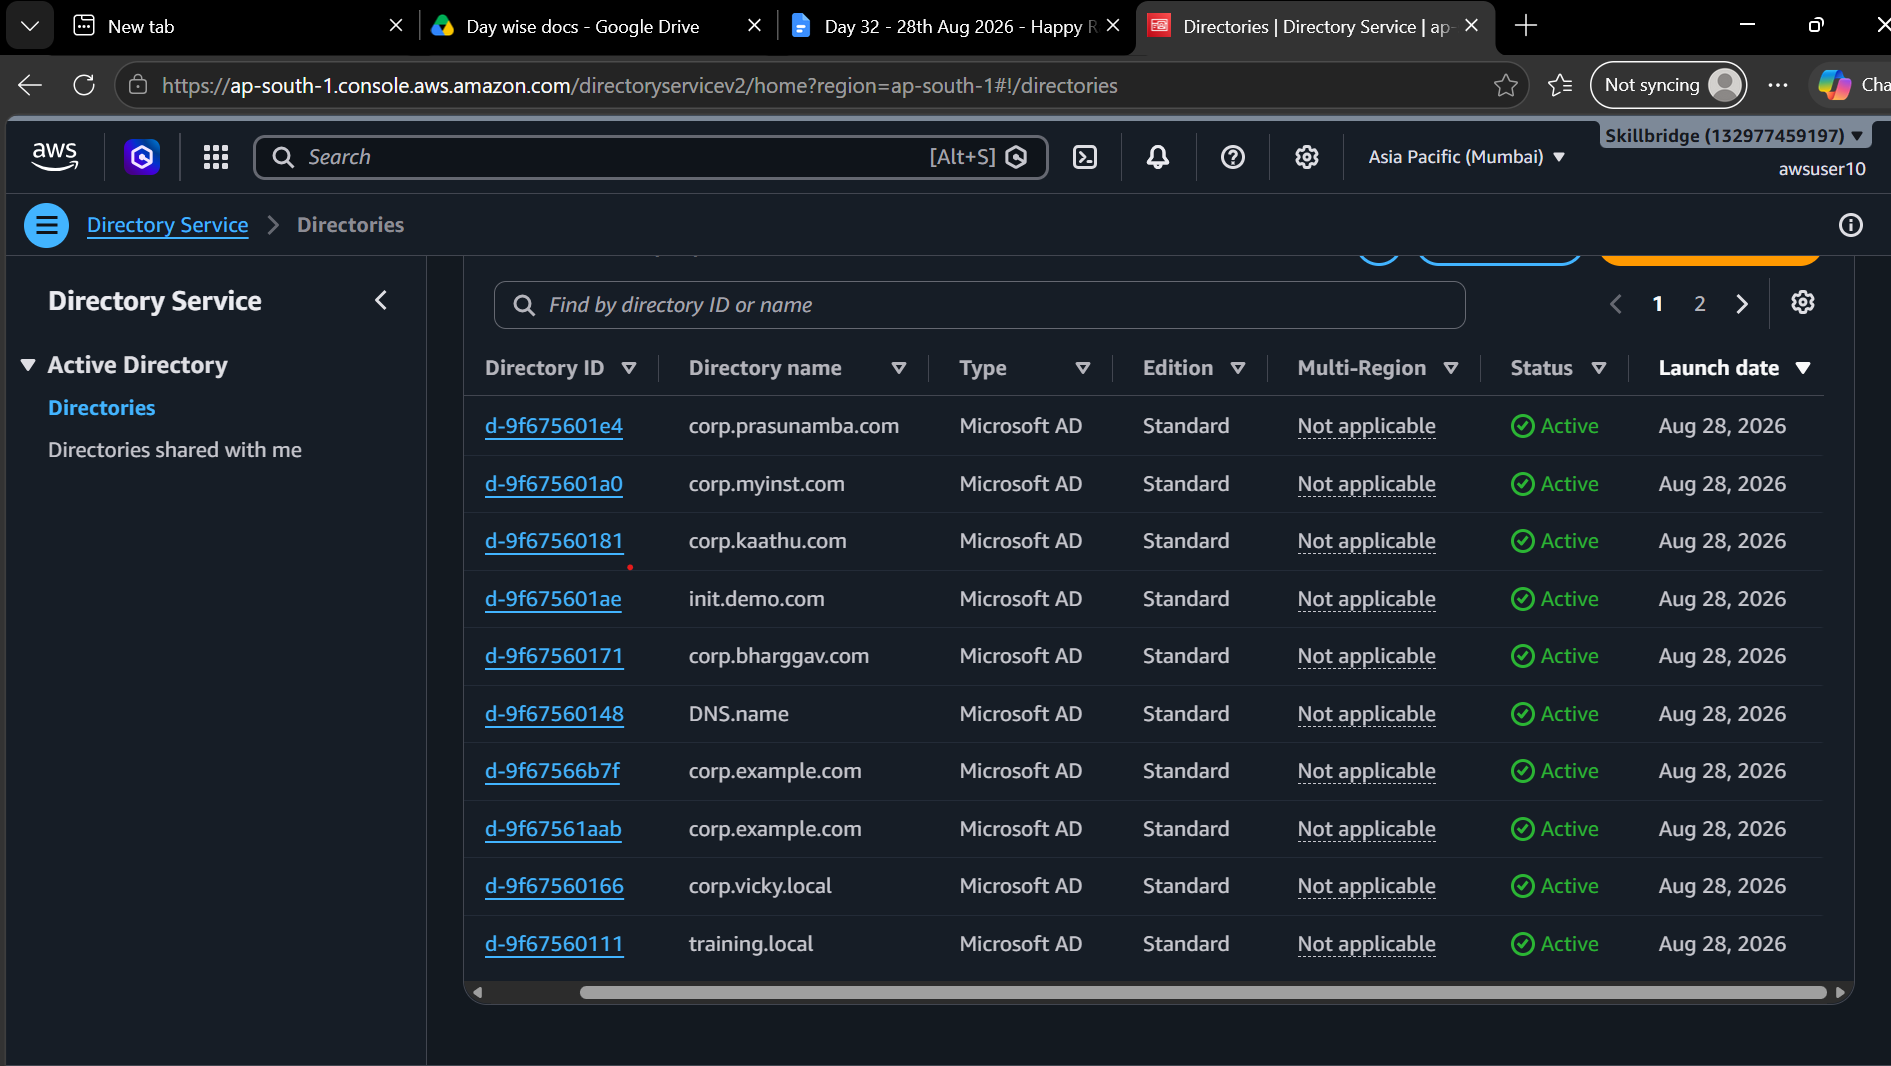 New tab
Day wise docs - Google Drive
Day 32 - 28th Aug 2026 - Happy R
Directories | Directory Service | ap-
https://ap-south-1.console.aws.amazon.com/directoryservicev2/home?region=ap-south-1#!/directories
Not syncing
Cha
aws
Search
[Alt+S]
Asia Pacific (Mumbai)
Skillbridge (132977459197)
awsuser10
Directory Service
Directories
Directory Service
Active Directory
Directories
Directories shared with me
Find by directory ID or name
1 2
Directory ID Directory name Type Edition Multi-Region Status Launch date
d-9f675601e4 corp.prasunamba.com Microsoft AD Standard Not applicable Active Aug 28, 2026
d-9f675601a0 corp.myinst.com Microsoft AD Standard Not applicable Active Aug 28, 2026
d-9f67560181 corp.kaathu.com Microsoft AD Standard Not applicable Active Aug 28, 2026
d-9f675601ae init.demo.com Microsoft AD Standard Not applicable Active Aug 28, 2026
d-9f67560171 corp.bharggav.com Microsoft AD Standard Not applicable Active Aug 28, 2026
d-9f67560148 DNS.name Microsoft AD Standard Not applicable Active Aug 28, 2026
d-9f67566b7f corp.example.com Microsoft AD Standard Not applicable Active Aug 28, 2026
d-9f67561aab corp.example.com Microsoft AD Standard Not applicable Active Aug 28, 2026
d-9f67560166 corp.vicky.local Microsoft AD Standard Not applicable Active Aug 28, 2026
d-9f67560111 training.local Microsoft AD Standard Not applicable Active Aug 28, 2026